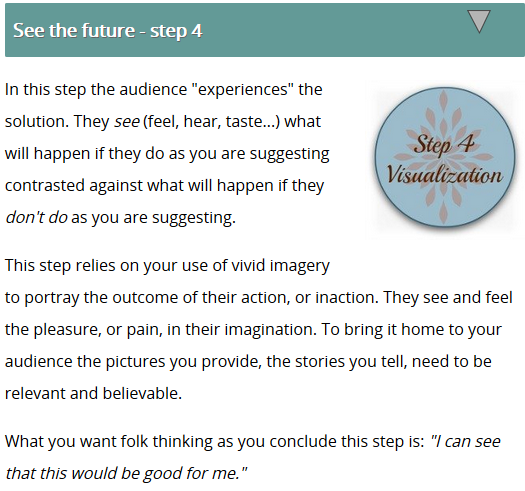 See the future - step 4
In this step the audience "experiences" the
solution. They see (feel, hear, taste...) what
will happen if they do as you are suggesting
contrasted against what will happen if they
don't do as you are suggesting.
Step 4
Visualization
This step relies on your use of vivid imagery
to portray the outcome of their action, or inaction. They see and feel
the pleasure, or pain, in their imagination. To bring it home to your
audience the pictures you provide, the stories you tell, need to be
relevant and believable.
What you want folk thinking as you conclude this step is: "I can see
that this would be good for me."